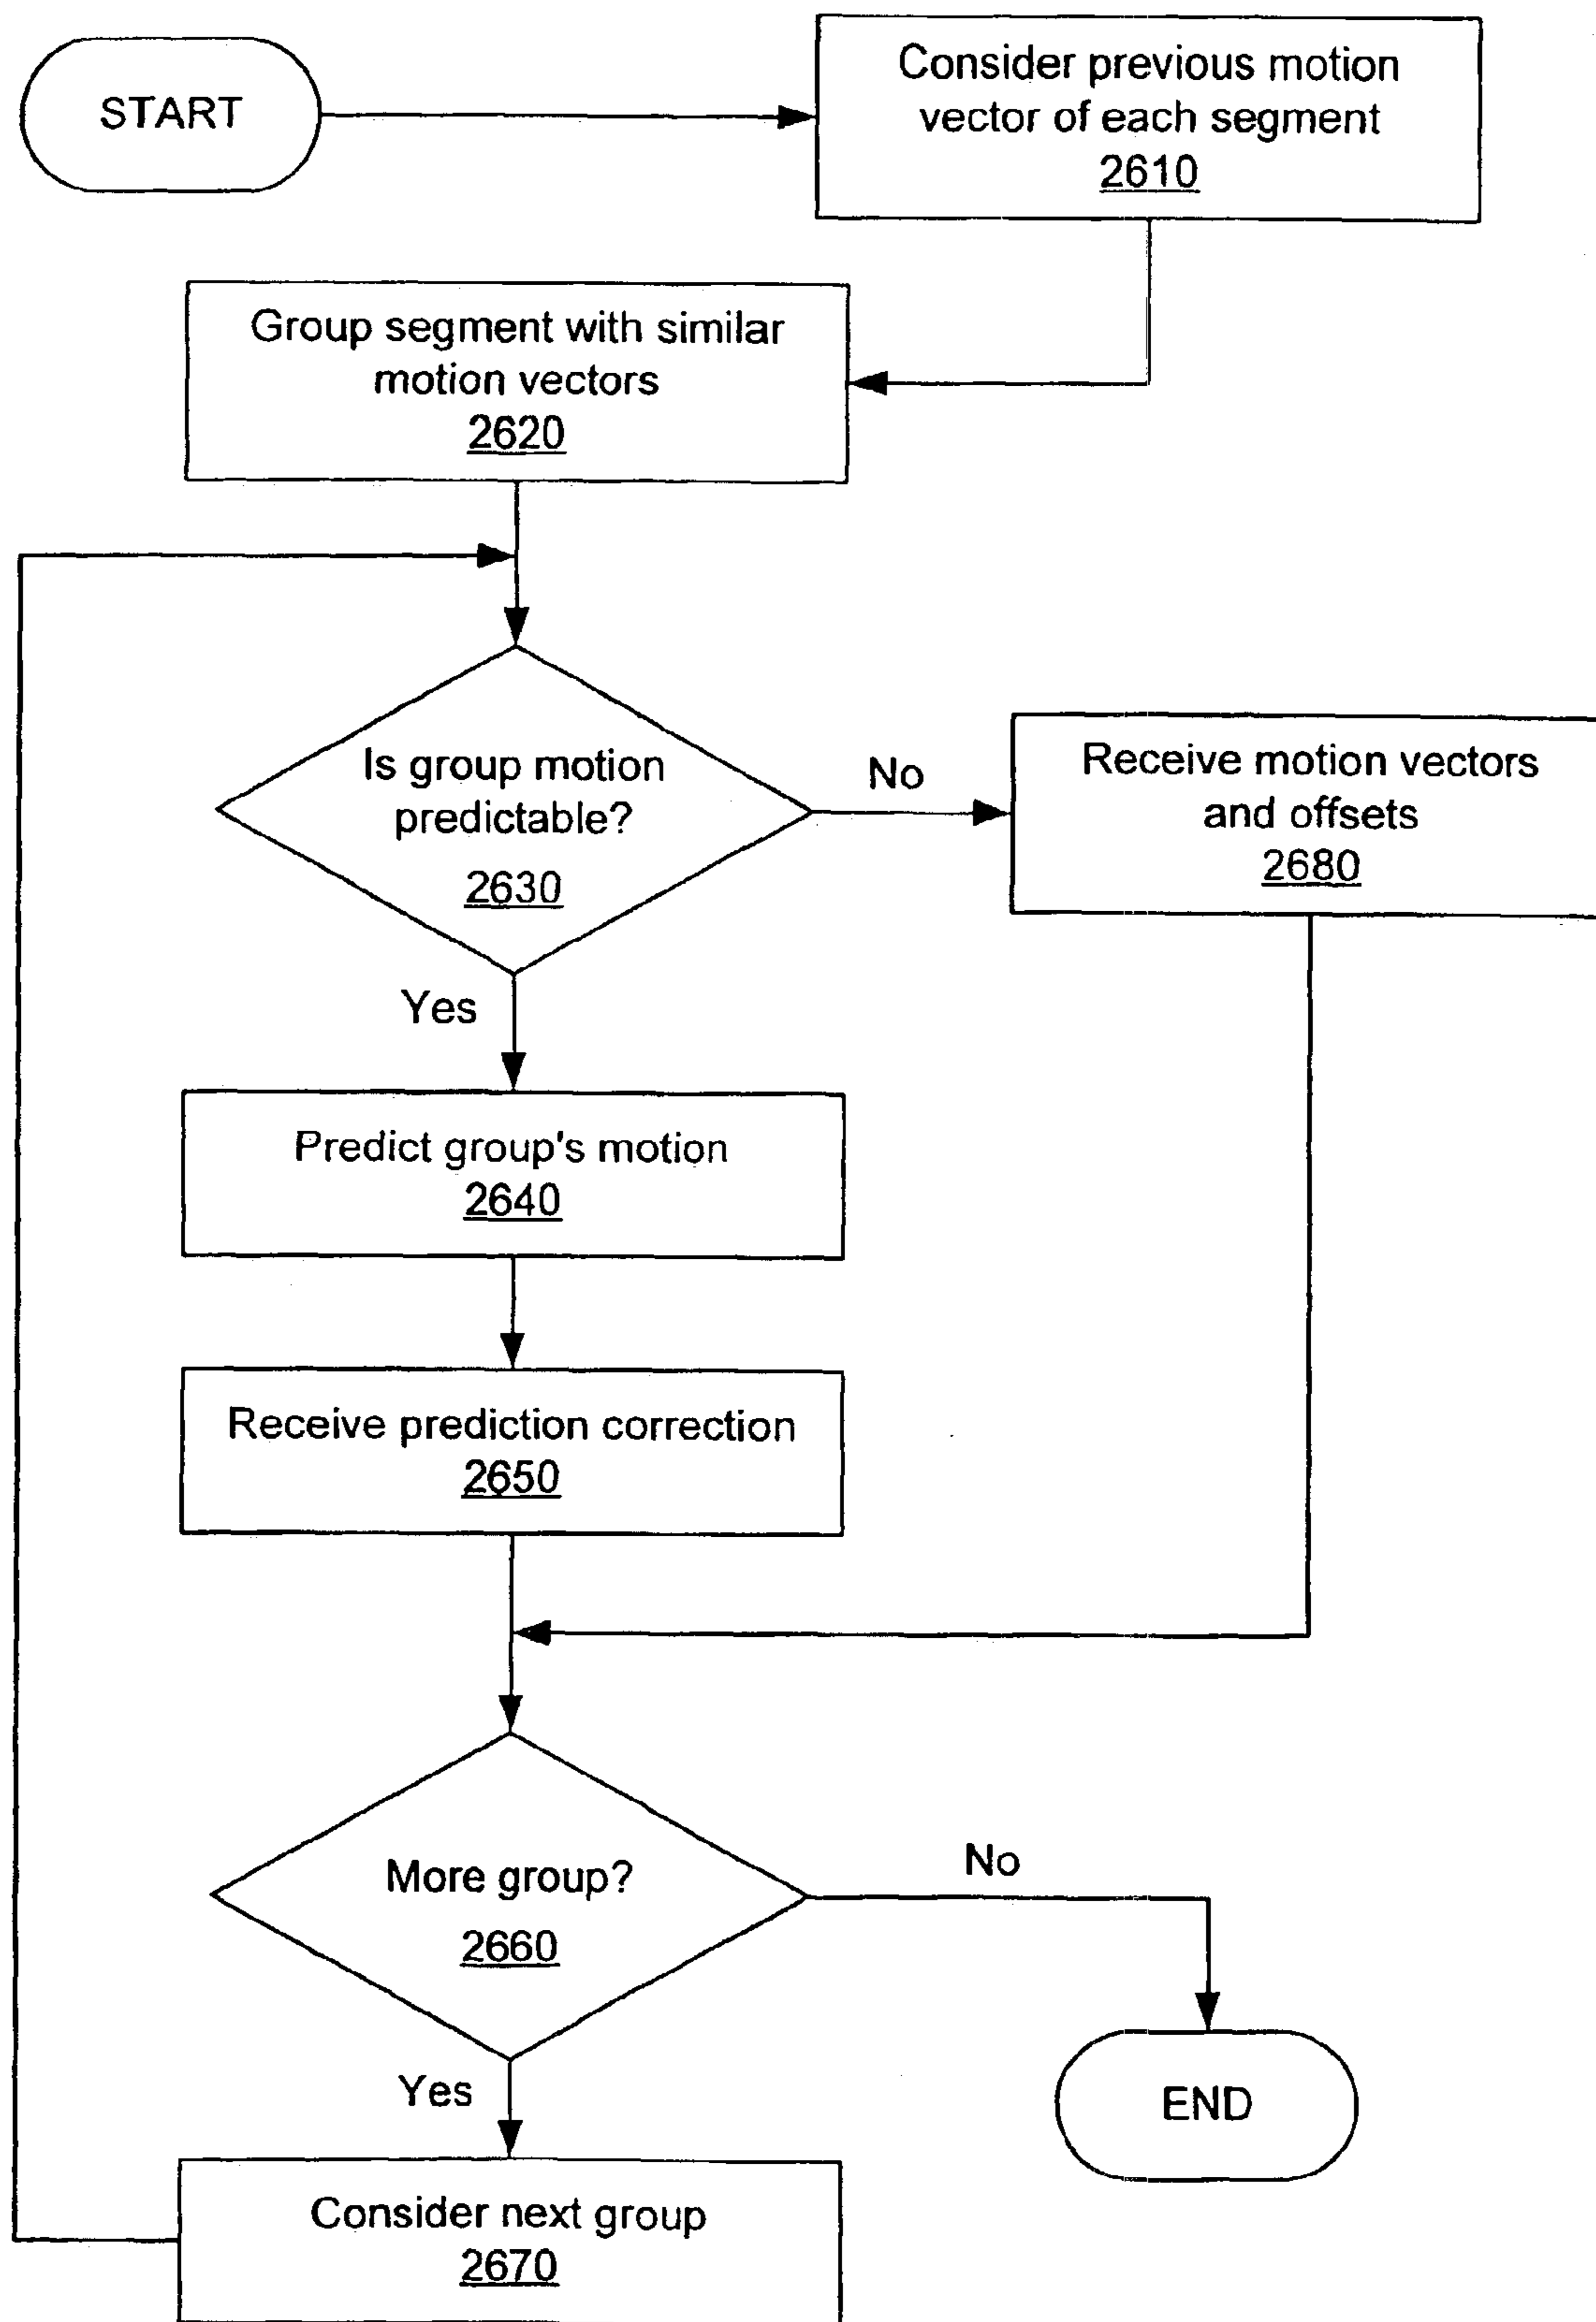 START
Consider previous motion
vector of each segment
2610
Group segment with similar
motion vectors
2620
Is group motion
predictable?
2630
No
Receive motion vectors
and offsets
2680
Yes
Predict group's motion
2640
Receive prediction correction
2650
More group?
2660
No
Yes
END
Consider next group
2670